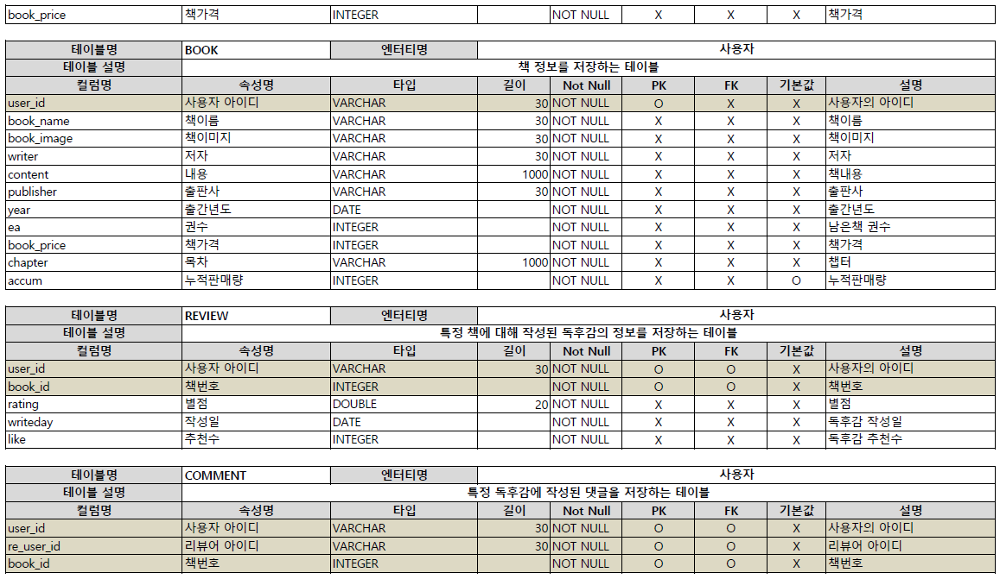 book_price 책가격 INTEGER NOT NULL X X X 책가격
테이블명 BOOK 엔터티명 사용자
테이블 설명 책 정보를 저장하는 테이블
컬럼명 속성명 타입 길이 Not Null PK FK 기본값 설명
user_id 사용자 아이디 VARCHAR 30 NOT NULL O X X 사용자의 아이디
book_name 책이름 VARCHAR 30 NOT NULL X X X 책이름
book_image 책이미지 VARCHAR 30 NOT NULL X X X 책이미지
writer 저자 VARCHAR 30 NOT NULL X X X 저자
content 내용 VARCHAR 1000 NOT NULL X X X 책내용
publisher 출판사 VARCHAR 30 NOT NULL X X X 출판사
year 출간년도 DATE NOT NULL X X X 출간년도
ea 권수 INTEGER NOT NULL X X X 남은책 권수
book_price 책가격 INTEGER NOT NULL X X X 책가격
chapter 목차 VARCHAR 1000 NOT NULL X X X 챕터
accum 누적판매량 INTEGER NOT NULL X X O 누적판매량
테이블명 REVIEW 엔터티명 사용자
테이블 설명 특정 책에 대해 작성된 독후감의 정보를 저장하는 테이블
컬럼명 속성명 타입 길이 Not Null PK FK 기본값 설명
user_id 사용자 아이디 VARCHAR 30 NOT NULL O O X 사용자의 아이디
book_id 책번호 INTEGER NOT NULL O O X 책번호
rating 별점 DOUBLE 20 NOT NULL X X X 별점
writeday 작성일 DATE NOT NULL X X X 독후감 작성일
like 추천수 INTEGER NOT NULL X X X 독후감 추천수
테이블명 COMMENT 엔터티명 사용자
테이블 설명 특정 독후감에 작성된 댓글을 저장하는 테이블
컬럼명 속성명 타입 길이 Not Null PK FK 기본값 설명
user_id 사용자 아이디 VARCHAR 30 NOT NULL O O X 사용자의 아이디
re_user_id 리뷰어 아이디 VARCHAR 30 NOT NULL O O X 리뷰어 아이디
book_id 책번호 INTEGER NOT NULL O O X 책번호